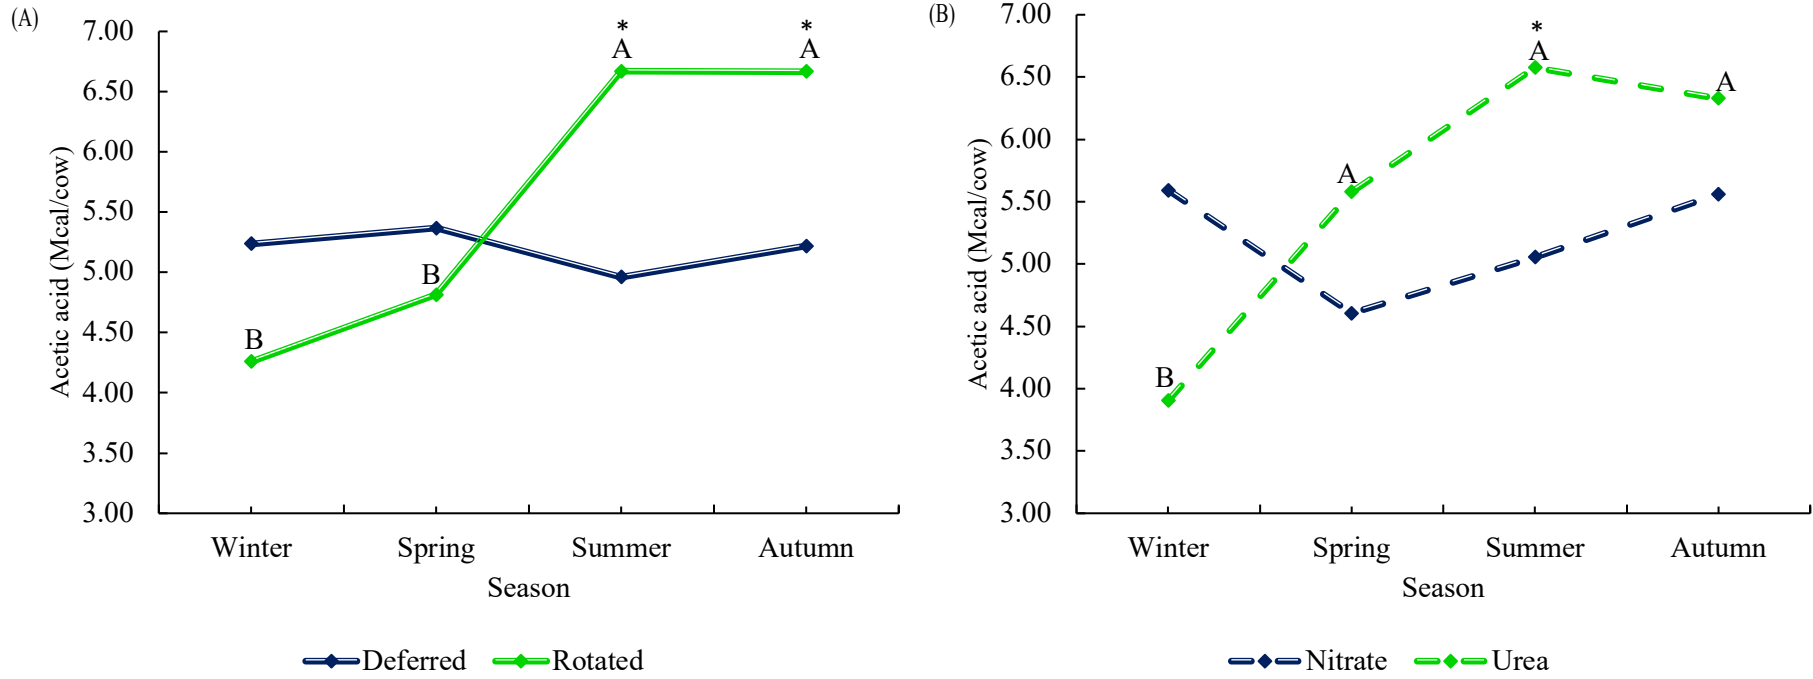 (A)
7.00
6.50
6.00
5.50
5.00
4.50
4.00
3.50
3.00
Acetic acid (Mcal/cow)
*
*
A
A
B
B
Winter Spring Summer Autumn
Season
Deferred Rotated
(B)
7.00
6.50
6.00
5.50
5.00
4.50
4.00
3.50
3.00
Acetic acid (Mcal/cow)
*
A
A
A
B
Winter Spring Summer Autumn
Season
Nitrate Urea